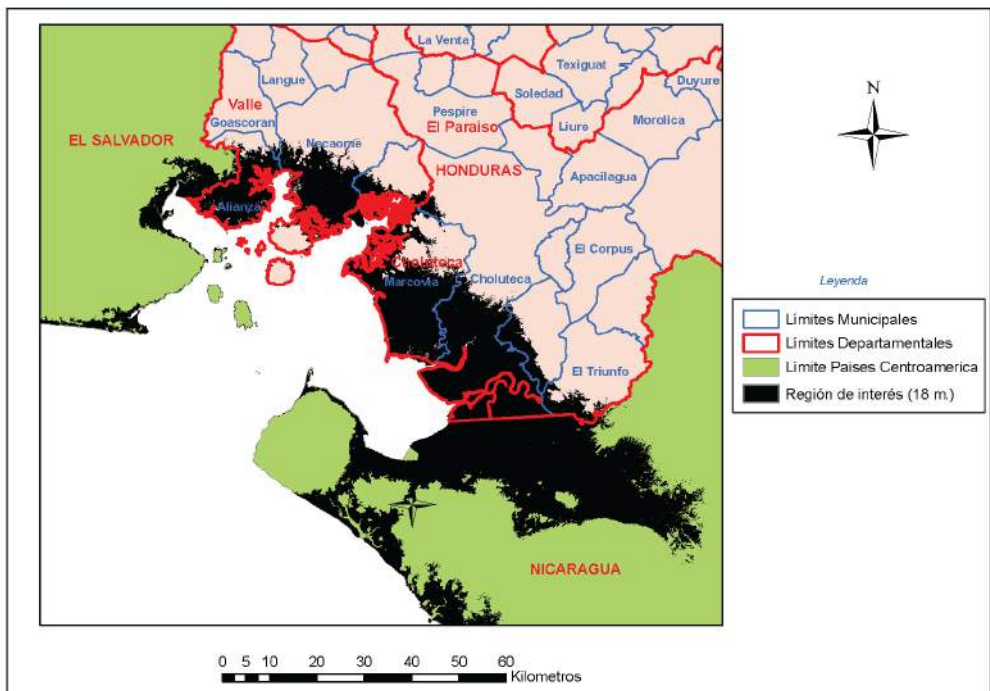 La Venta
Texiguat
Langue
Duyure
Soledad
Valle
Pespire
Goascoran
El Paraiso
Liure
Morolica
EL SALVADOR
Nacaome
HONDURAS
Apacilagua
Alianza
El Corpus
Choluteca
Marcovia
Choluteca
El Triunfo
NICARAGUA
N
Leyenda
Limites Municipales
Limites Departamentales
Limite Paises Centroamerica
Región de interés (18 m.)
0 5 10 20 30 40 50 60
Kilometros